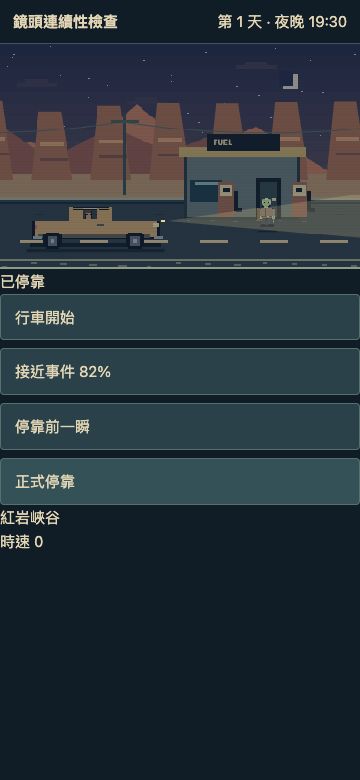 鏡頭連續性檢查
第 1 天 · 夜晚 19:30
FUEL
已停靠
行車開始
接近事件 82%
停靠前一瞬
正式停靠
紅岩峽谷
時速 0